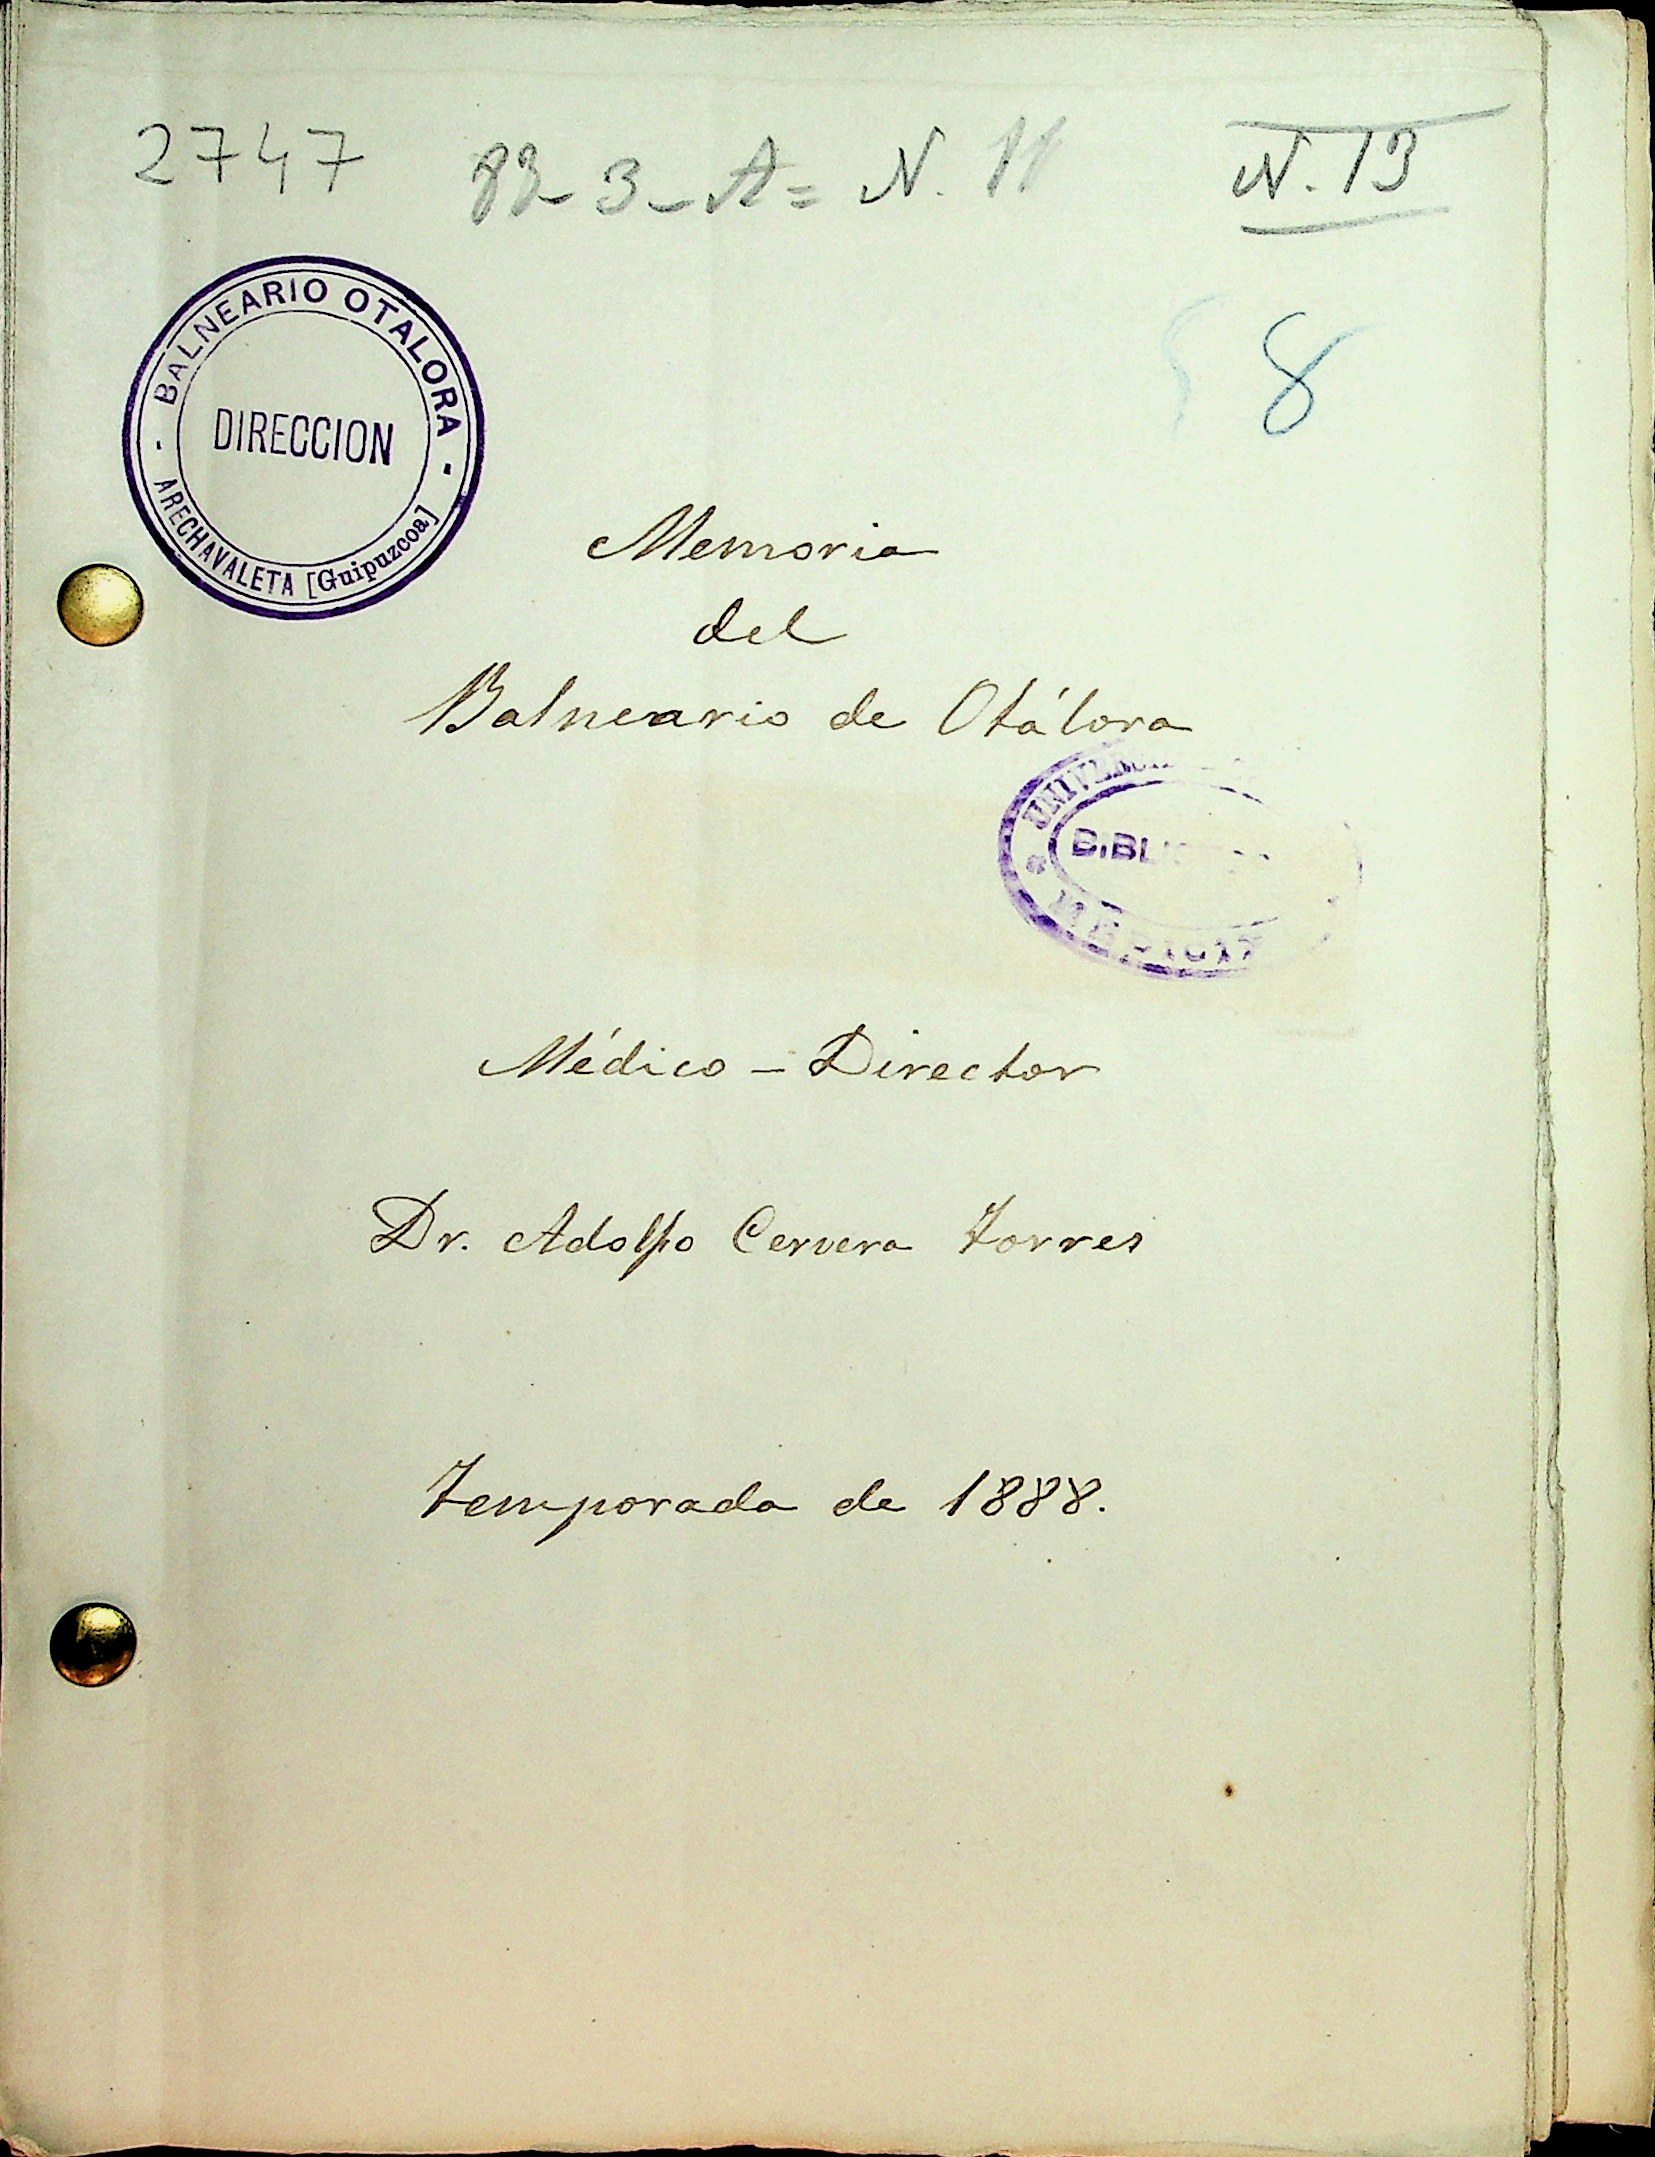 2747 83-3-A= N. 11 N. 13
8
BALNEARIO OTALORA
DIRECCION
ARECHAVALETA [Guipuzcoa]
Memoria
del
Balneario de Otálora
Médico - Director
Dr. Adolfo Cervera Torres
Temporada de 1888.